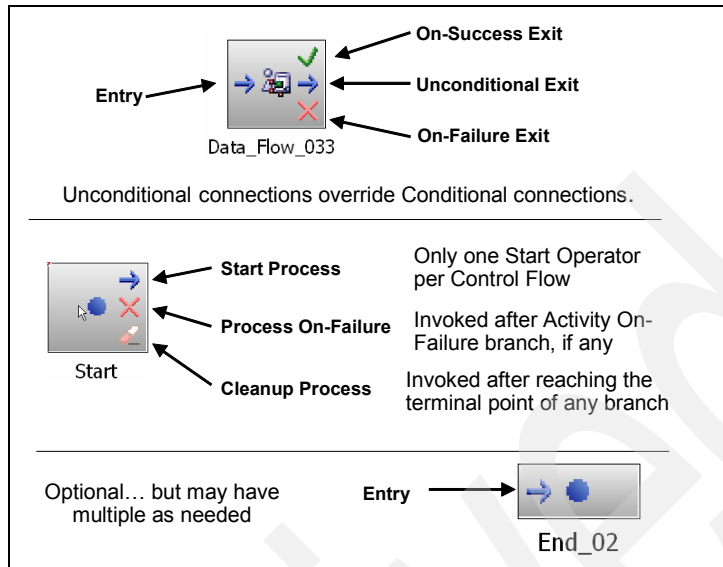 On-Success Exit
Entry
Unconditional Exit
On-Failure Exit
Data_Flow_033
Unconditional connections override Conditional connections.
Start Process
Only one Start Operator
per Control Flow
Process On-Failure
Invoked after Activity On-
Failure branch, if any
Start
Cleanup Process
Invoked after reaching the
terminal point of any branch
Optional… but may have
multiple as needed
Entry
End_02